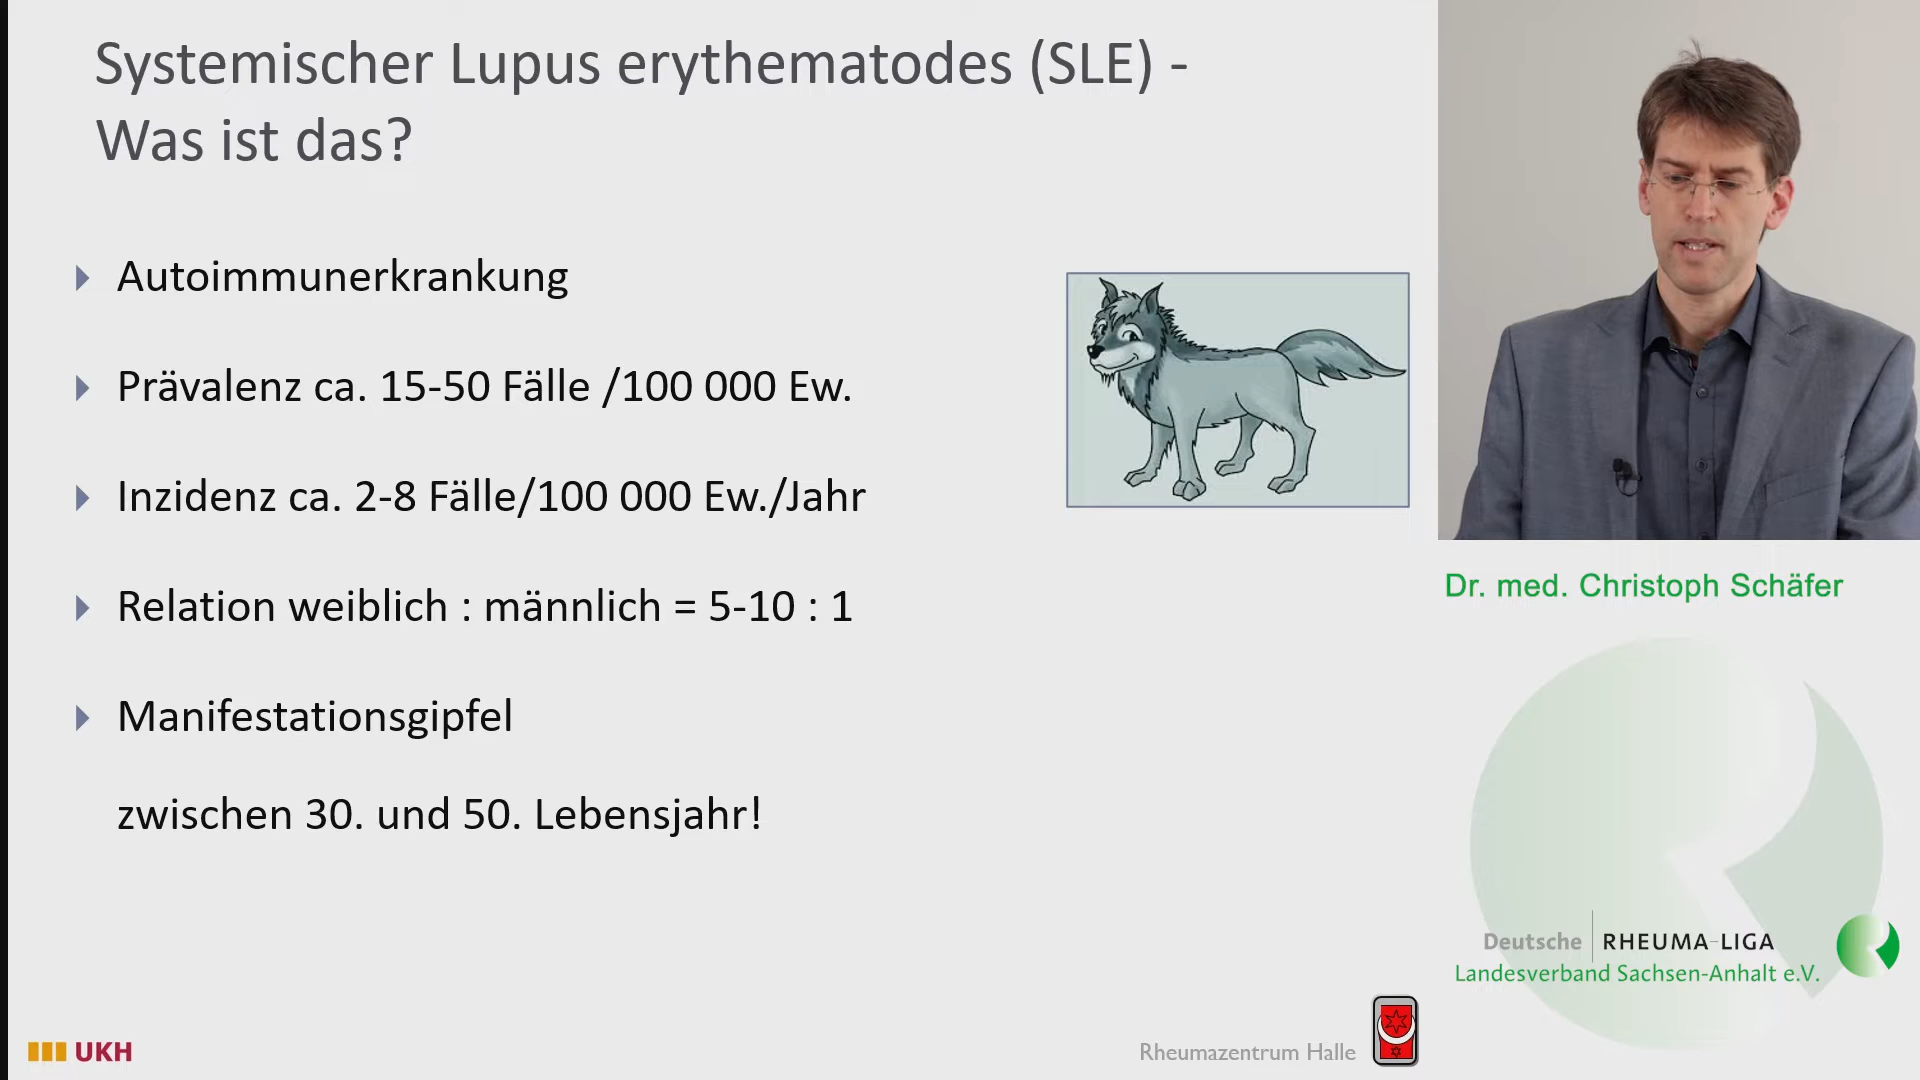 Systemischer Lupus erythematodes (SLE) -
Was ist das?
Autoimmunerkrankung
Prävalenz ca. 15-50 Fälle /100 000 Ew.
Inzidenz ca. 2-8 Fälle/100 000 Ew./Jahr
Relation weiblich : männlich = 5-10 : 1
Manifestationsgipfel
zwischen 30. und 50. Lebensjahr!
Dr. med. Christoph Schäfer
Deutsche RHEUMA-LIGA
Landesverband Sachsen-Anhalt e.V.
UKH
Rheumazentrum Halle